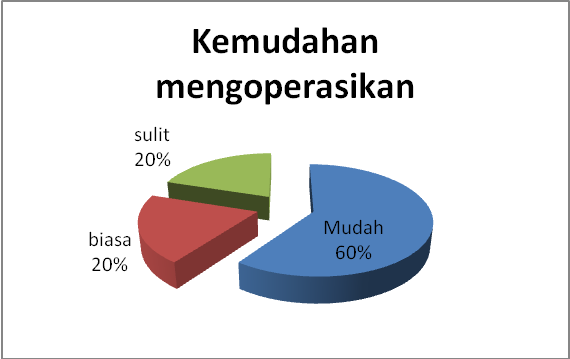 Kemudahan
mengoperasikan
sulit
20%
Mudah
60%
biasa
20%